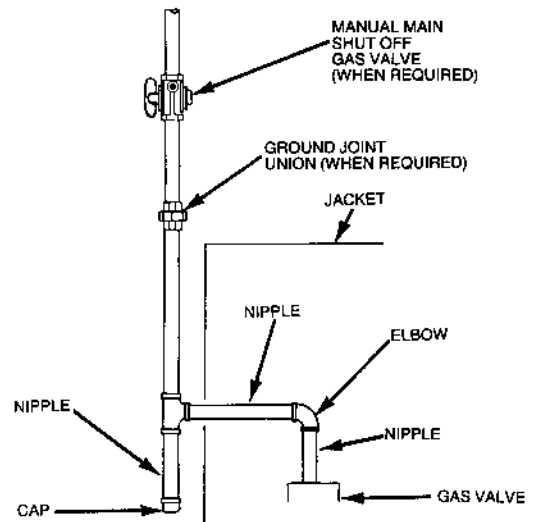 MANUAL MAIN
SHUT OFF
GAS VALVE
(WHEN REQUIRED)
GROUND JOINT
UNION (WHEN REQUIRED)
JACKET
NIPPLE
ELBOW
NIPPLE
NIPPLE
GAS VALVE
CAP